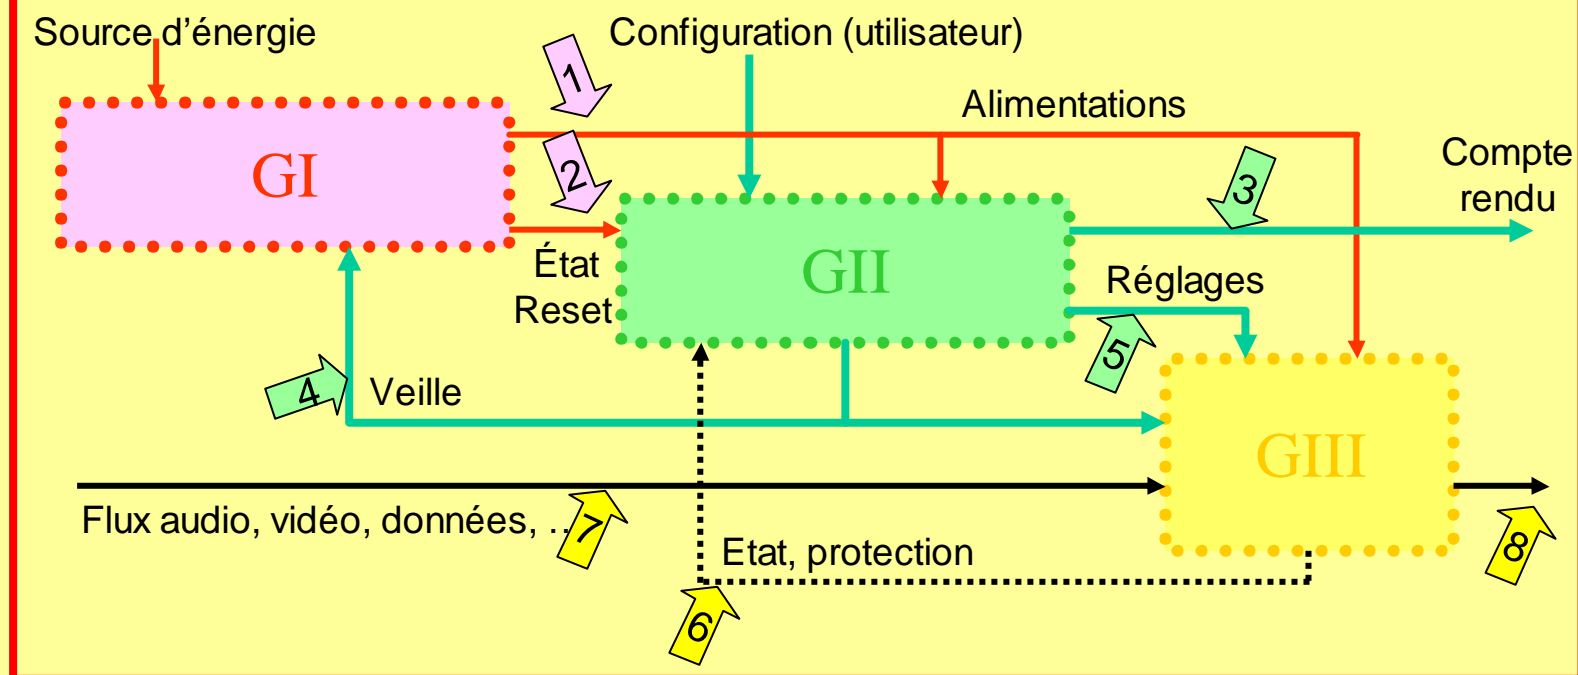 Source d’énergie
Configuration (utilisateur)
1
Alimentations
GI
2
3
Compte
rendu
État
Reset
GII
Réglages
4
Veille
5
GIII
Flux audio, vidéo, données, ..
7
8
Etat, protection
6